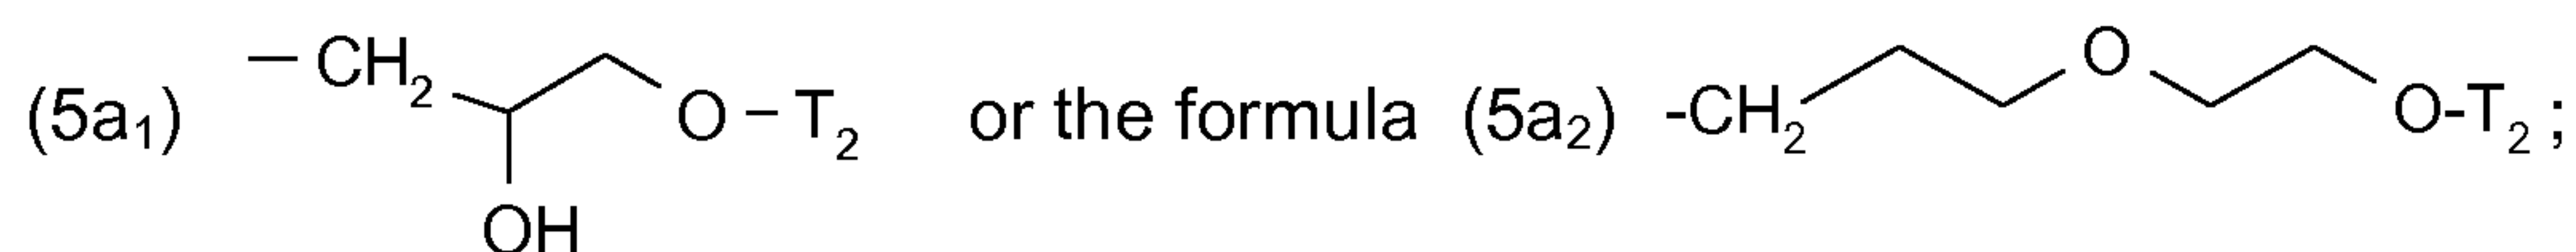 (5a₁) – CH₂ O – T₂ or the formula (5a₂) -CH₂ O O-T₂ ;
OH